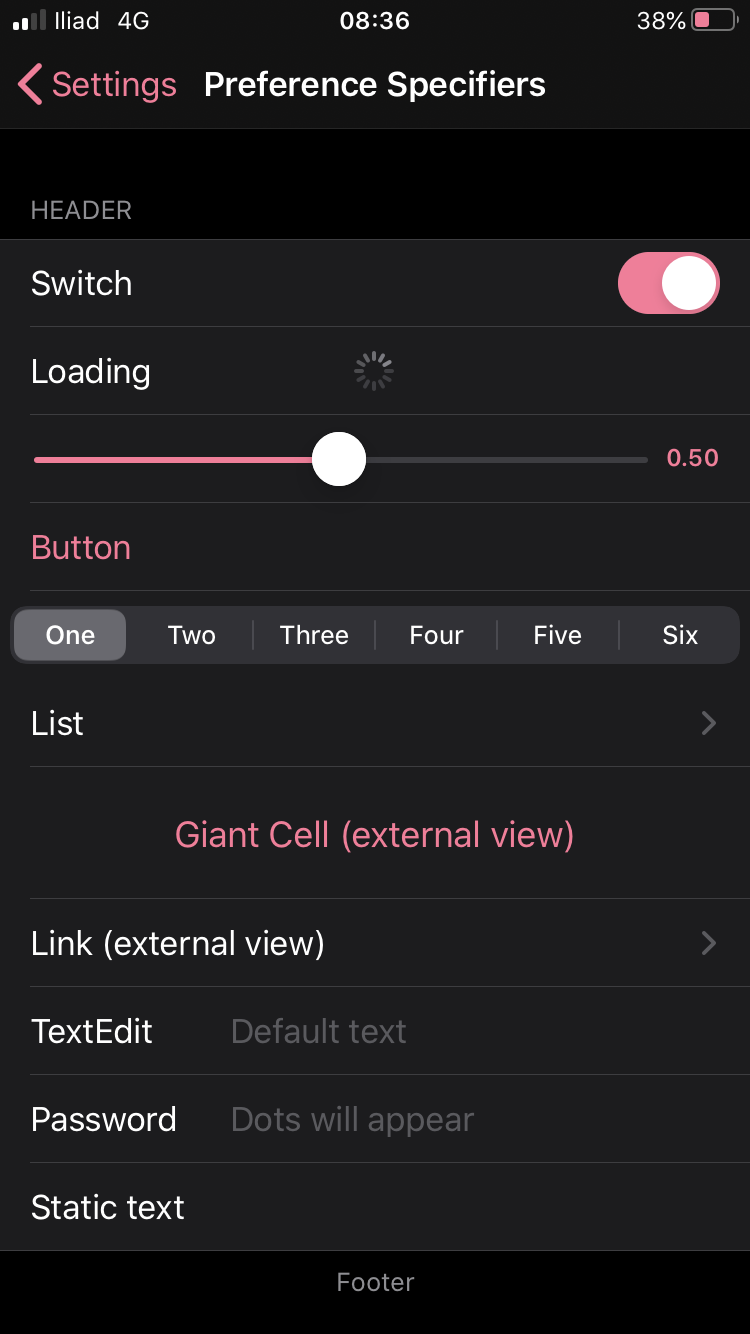 Iliad 4G 08:36 38%
Settings Preference Specifiers
HEADER
Switch
Loading
0.50
Button
One Two Three Four Five Six
List
Giant Cell (external view)
Link (external view)
TextEdit Default text
Password Dots will appear
Static text
Footer